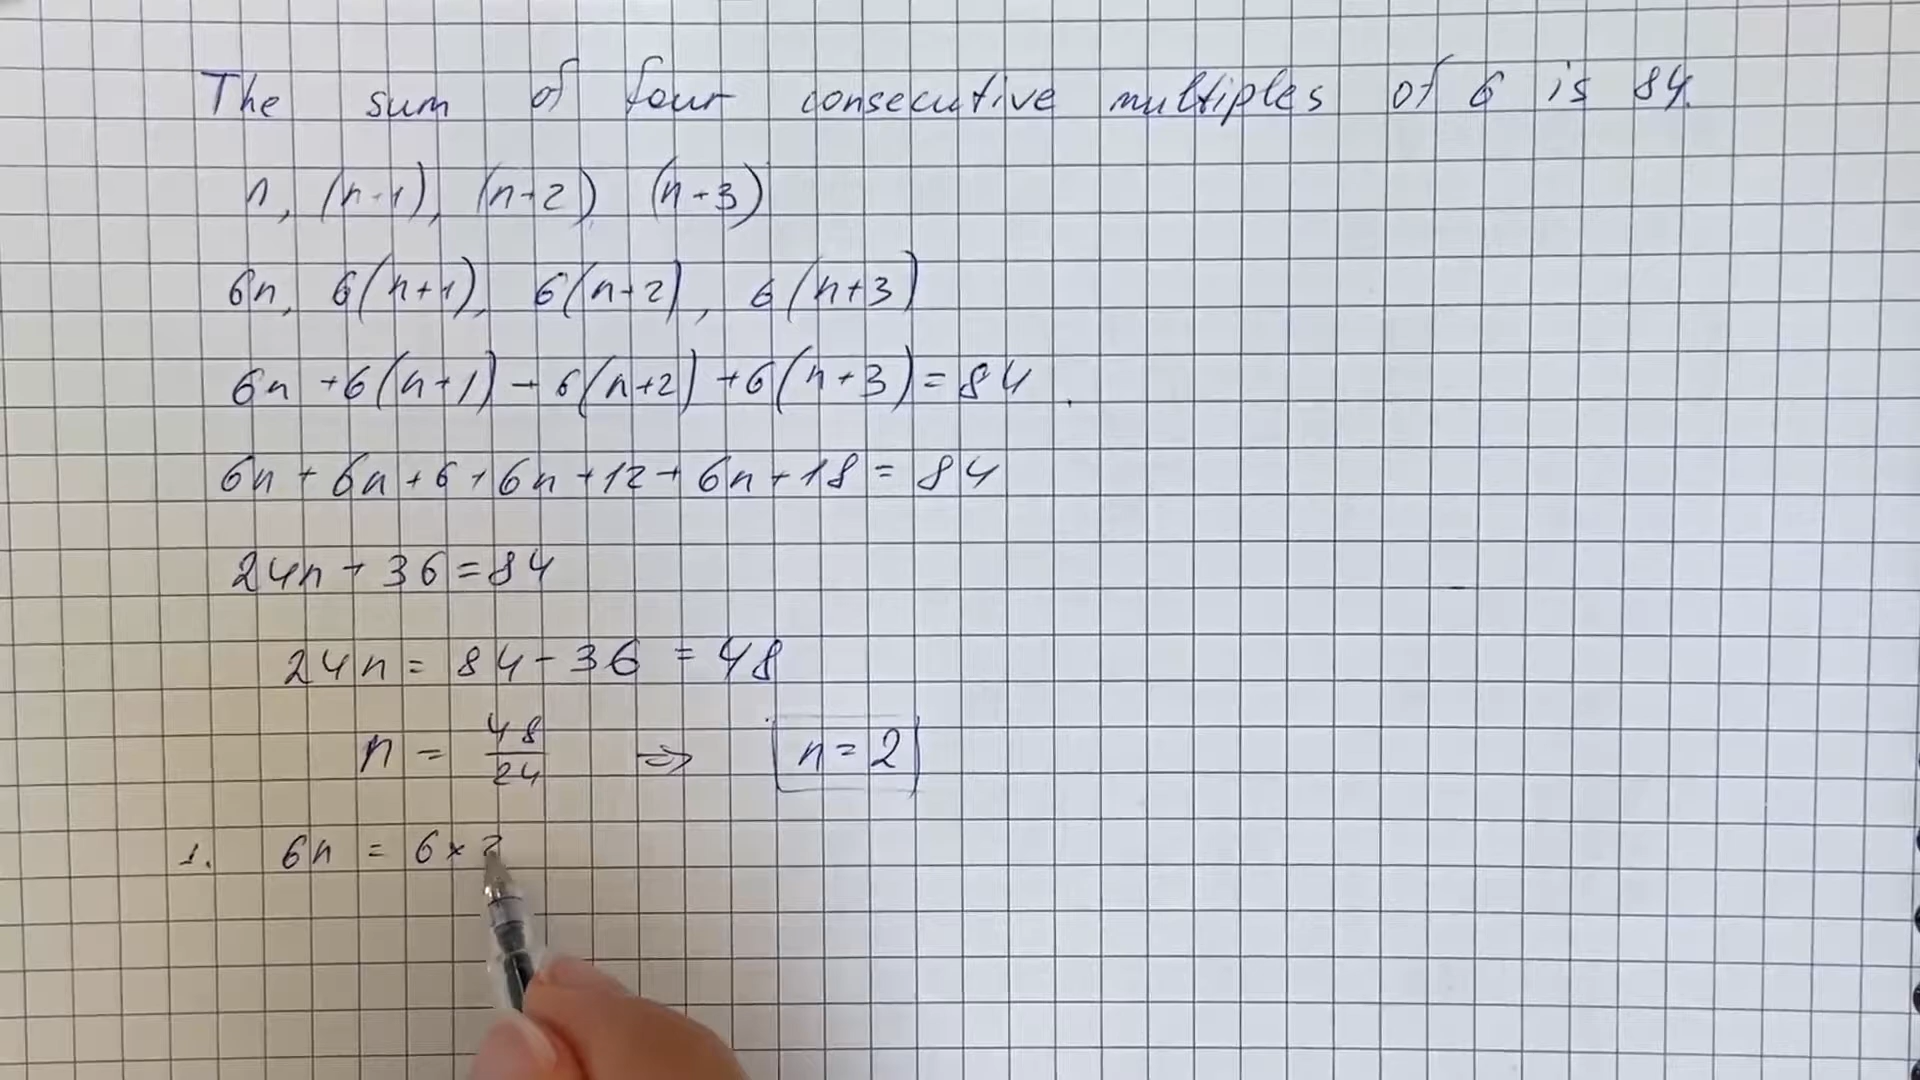 The sum of four consecutive multiples of 6 is 84.
n, (n+1), (n+2) (n+3)
6n, 6(n+1), 6(n+2), 6(n+3)
6n +6(n+1) + 6(n+2) +6(n+3) = 84
6n + 6n + 6 + 6n + 12 + 6n + 18 = 84
24n + 36 = 84
24n = 84 - 36 = 48
n = 48/24 => n = 2
1. 6n = 6 × 2